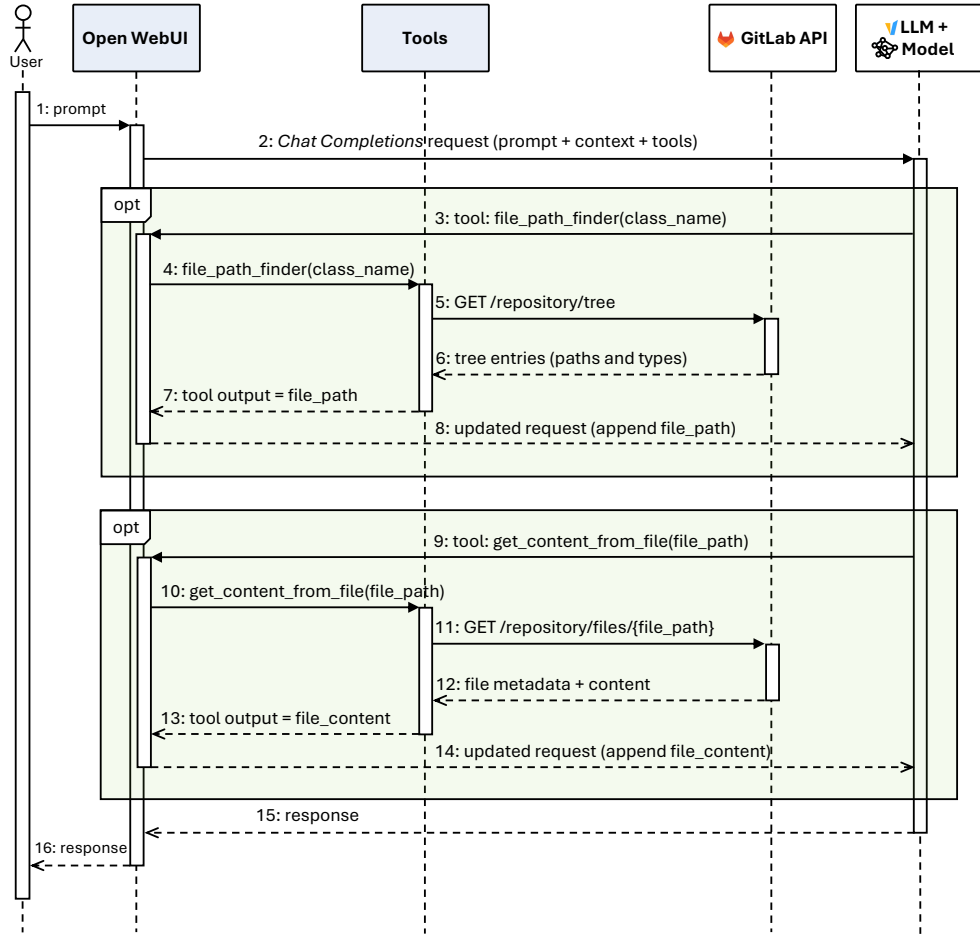 User
Open WebUI
Tools
GitLab API
LLM +
Model
1: prompt
2: Chat Completions request (prompt + context + tools)
opt
3: tool: file_path_finder(class_name)
4: file_path_finder(class_name)
5: GET /repository/tree
6: tree entries (paths and types)
7: tool output = file_path
8: updated request (append file_path)
opt
9: tool: get_content_from_file(file_path)
10: get_content_from_file(file_path)
11: GET /repository/files/{file_path}
12: file metadata + content
13: tool output = file_content
14: updated request (append file_content)
15: response
16: response